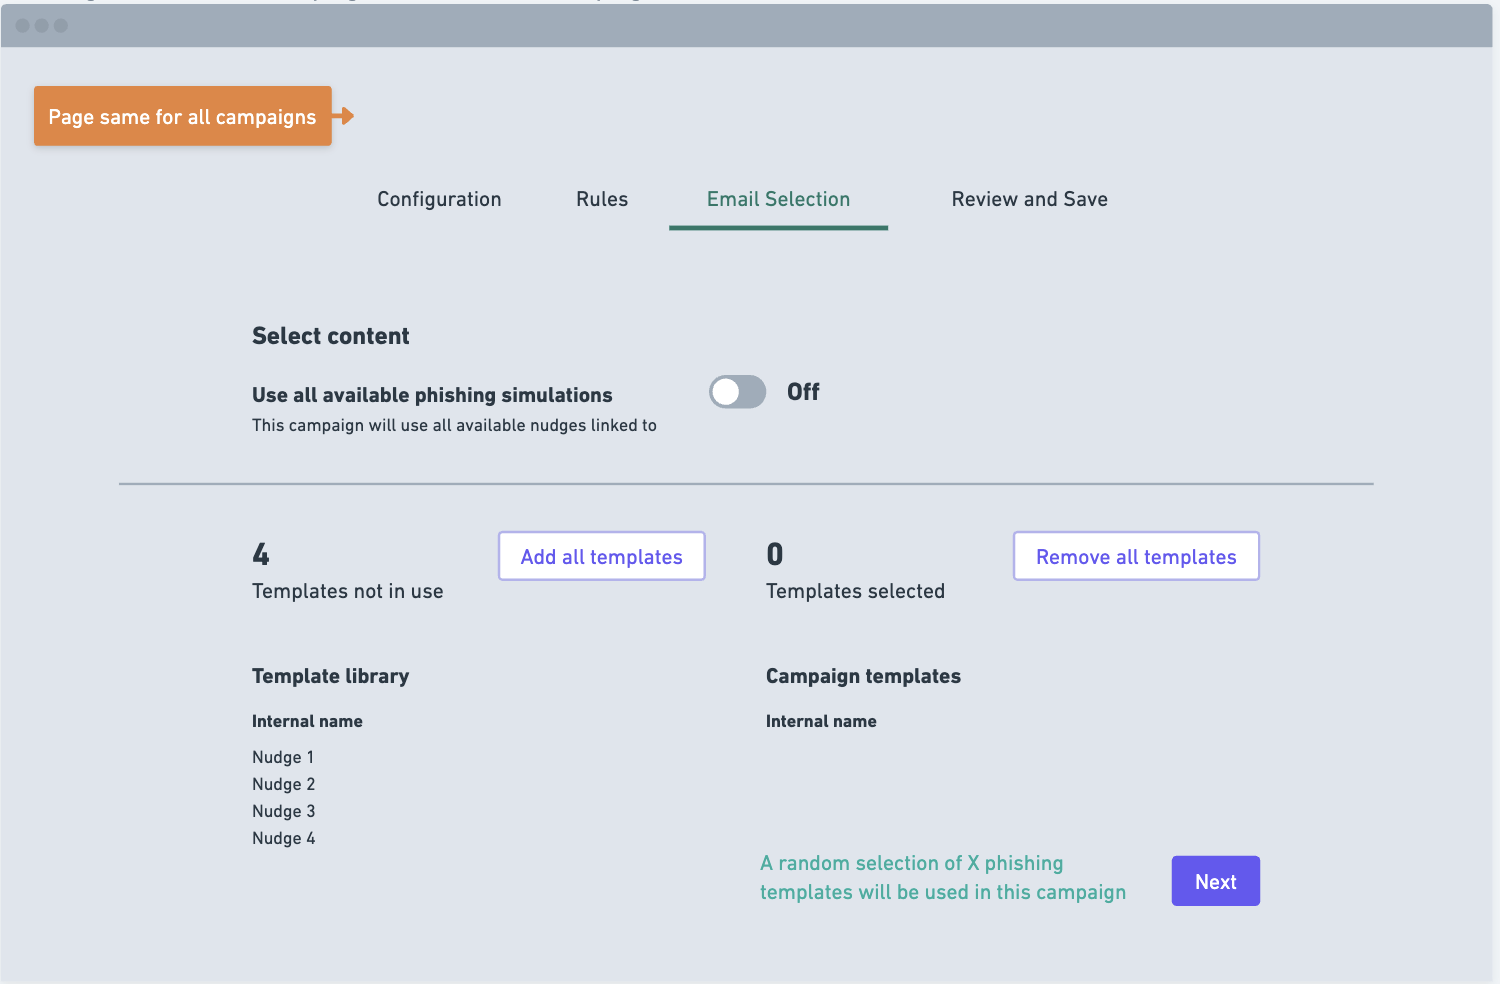 Page same for all campaigns
Configuration
Rules
Email Selection
Review and Save
Select content
Use all available phishing simulations
Off
This campaign will use all available nudges linked to
4
Add all templates
0
Remove all templates
Templates not in use
Templates selected
Template library
Campaign templates
Internal name
Internal name
Nudge 1
Nudge 2
Nudge 3
Nudge 4
A random selection of X phishing
templates will be used in this campaign
Next